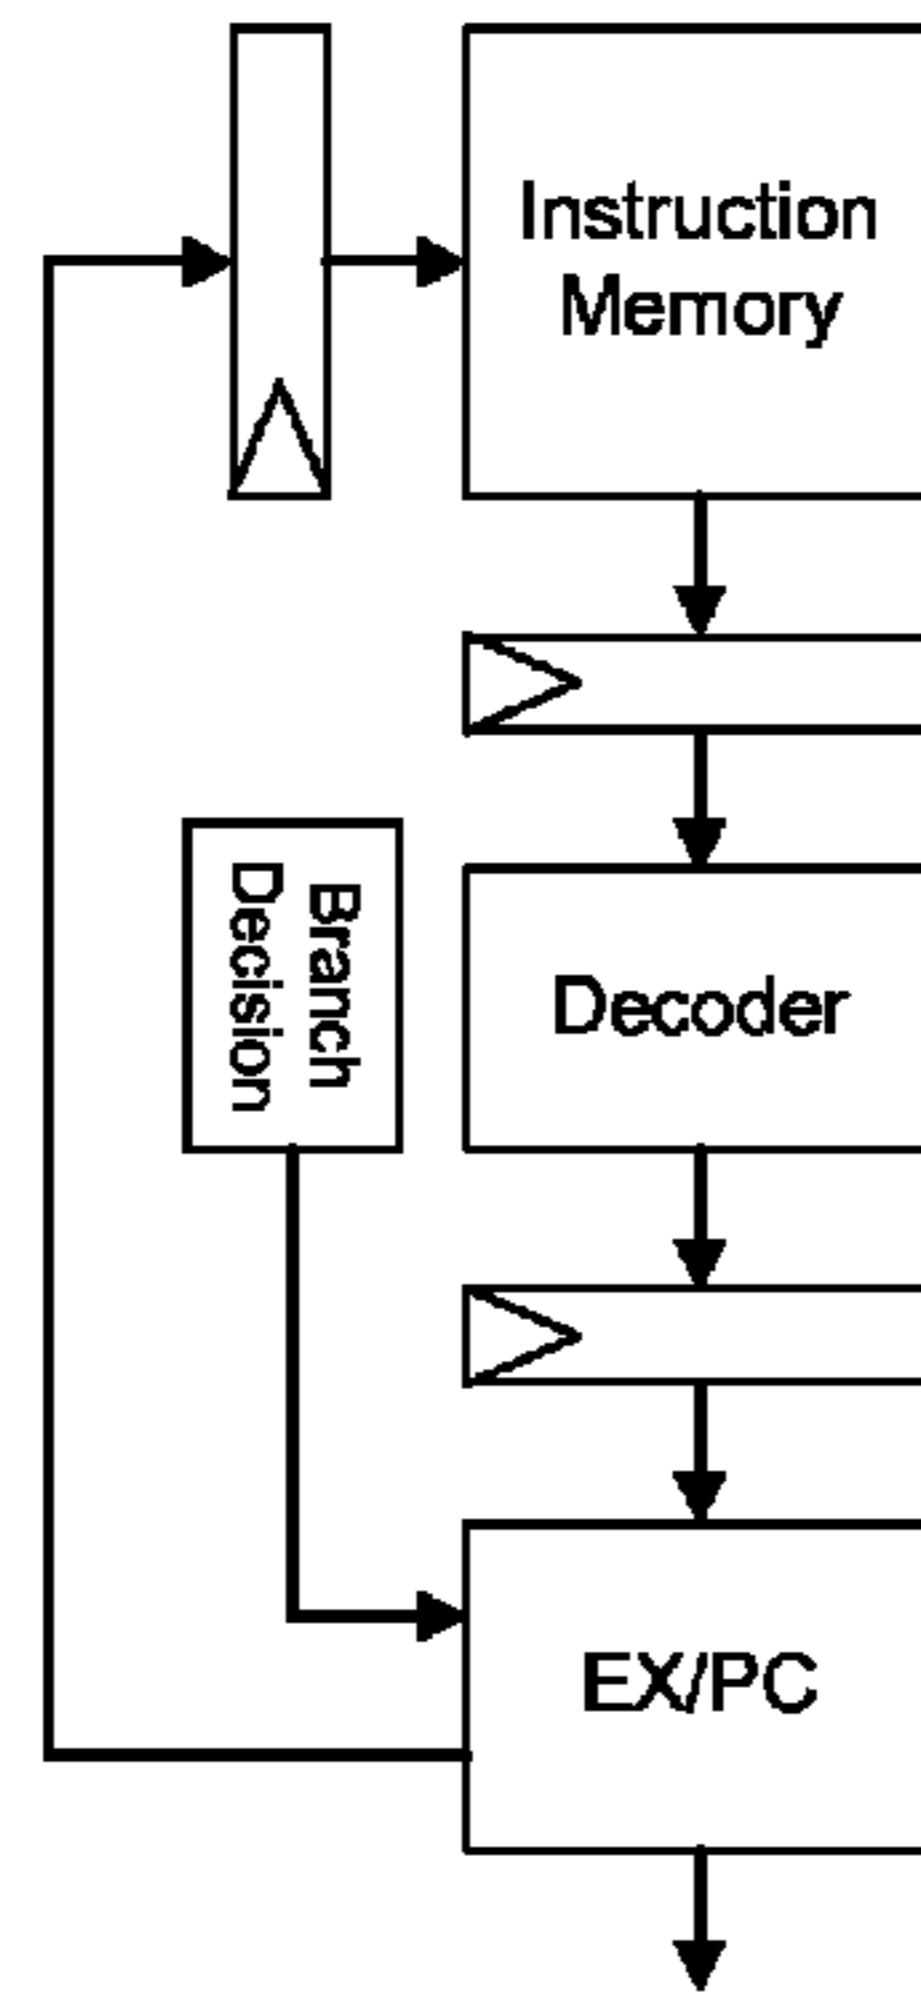 Instruction
Memory
Branch
Decision
Decoder
EX/PC